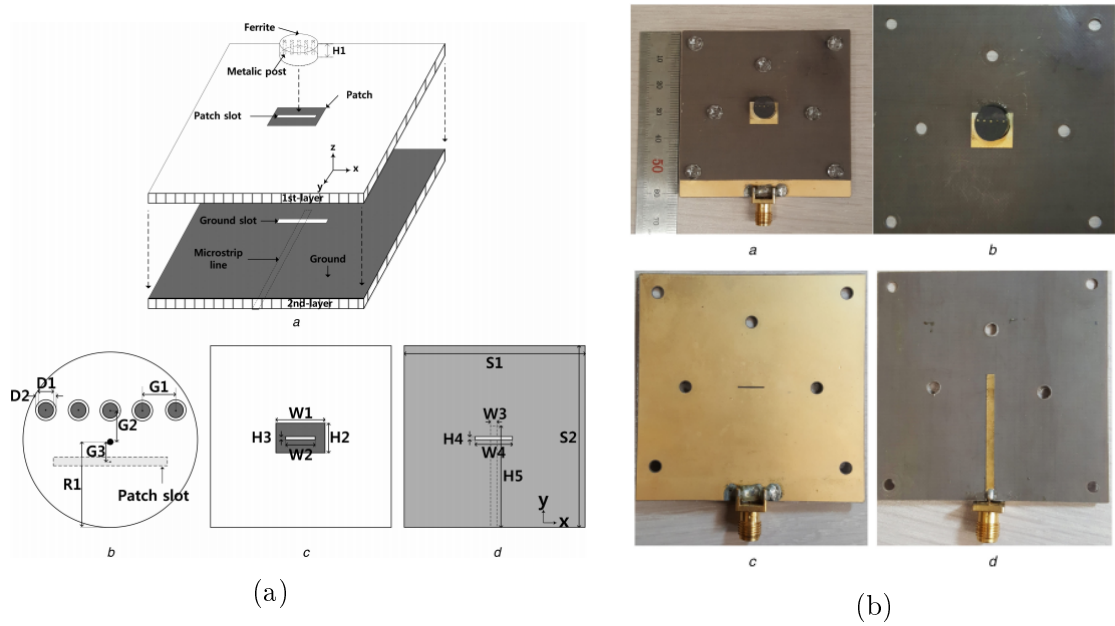 Ferrite
H1
Metalic post
Patch
Patch slot
z
x
y
1st-layer
Ground slot
Microstrip
line
Ground
2nd-layer
a
D1
D2
G1
G2
G3
R1
Patch slot
b
W1
H3
H2
W2
c
S1
W3
H4
W4
S2
H5
y
x
d
(a)
50
a
b
c
d
(b)